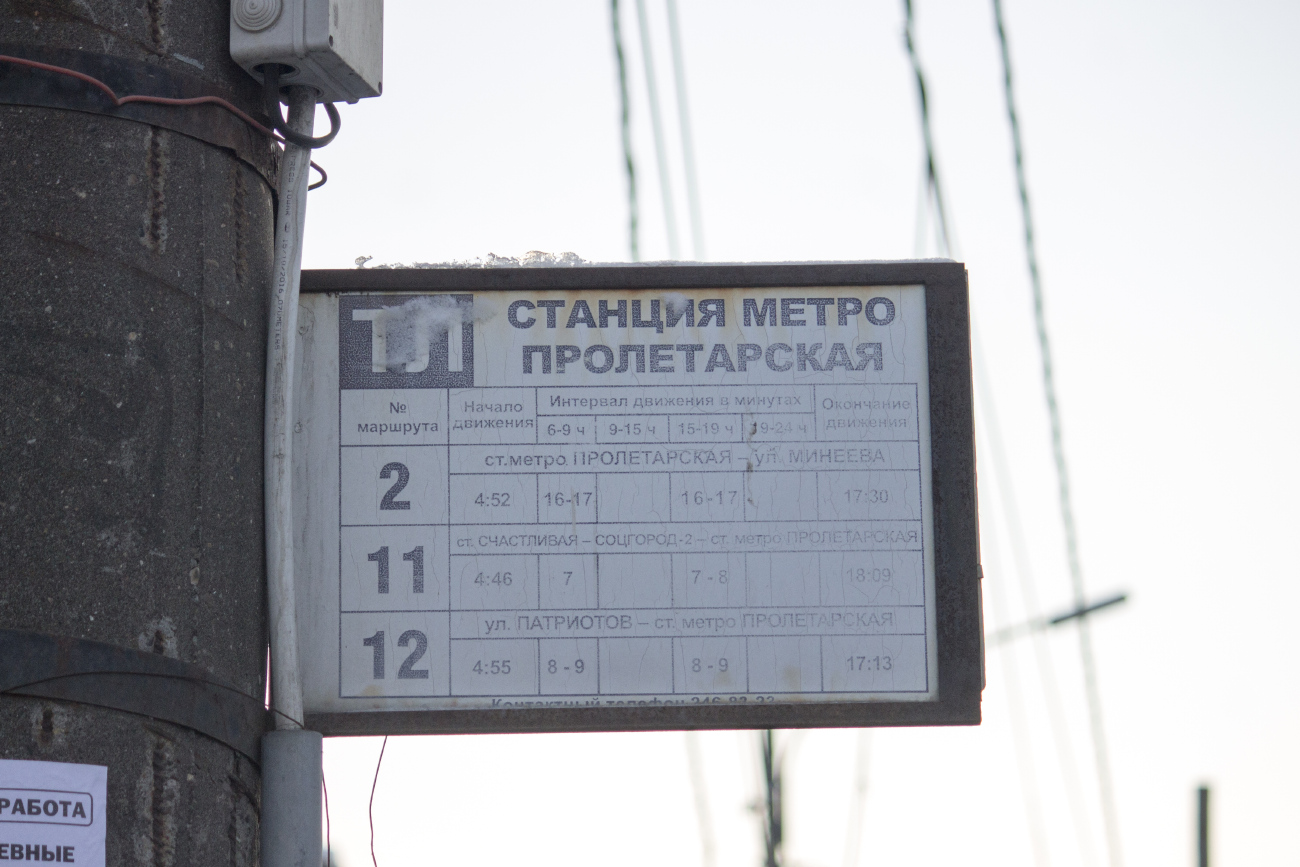 ТЛ
СТАНЦИЯ МЕТРО
ПРОЛЕТАРСКАЯ
№ маршрута
Начало движения
Интервал движения в минутах
Окончание движения
6-9 ч 9-15 ч 15-19 ч 19-24 ч
2
ст.метро ПРОЛЕТАРСКАЯ – ул. МИНЕЕВА
4:52 16-17 16-17 17:30
11
ст. СЧАСТЛИВАЯ – СОЦГОРОД-2 – ст. метро ПРОЛЕТАРСКАЯ
4:46 7 7 - 8 18:09
12
ул. ПАТРИОТОВ – ст. метро ПРОЛЕТАРСКАЯ
4:55 8 - 9 8 - 9 17:13
Контактный телефон
РАБОТА
ЕВНЫЕ